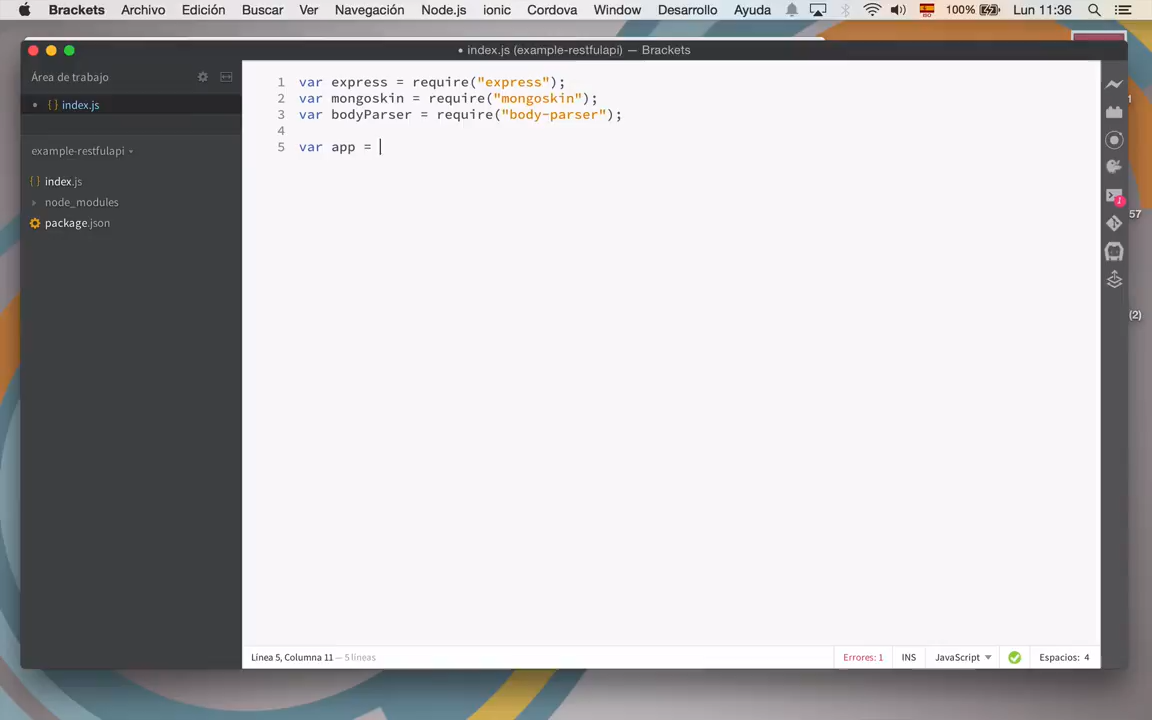 Brackets Archivo Edición Buscar Ver Navegación Node.js ionic Cordova Window Desarrollo Ayuda 100% Lun 11:36
• index.js (example-restfulapi) — Brackets
Área de trabajo
• { } index.js
example-restfulapi
{ } index.js
node_modules
package.json
1 var express = require("express");
2 var mongoskin = require("mongoskin");
3 var bodyParser = require("body-parser");
4
5 var app =
1
1
57
(2)
Línea 5, Columna 11 — 5 líneas Errores: 1 INS JavaScript Espacios: 4